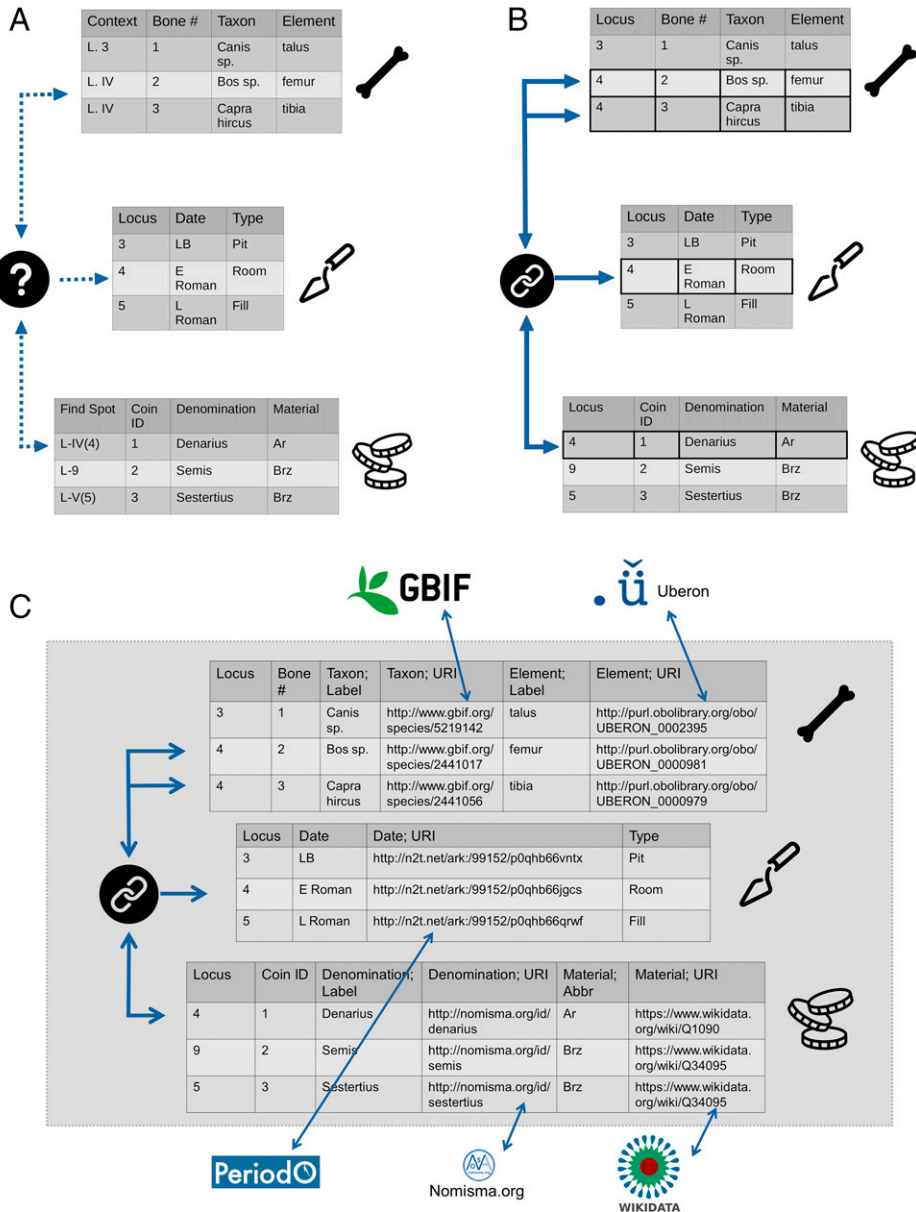 A
Context Bone # Taxon Element
L. 3 1 Canis sp. talus
L. IV 2 Bos sp. femur
L. IV 3 Capra hircus tibia
?
Locus Date Type
3 LB Pit
4 E Roman Room
5 L Roman Fill
Find Spot Coin ID Denomination Material
L-IV(4) 1 Denarius Ar
L-9 2 Semis Brz
L-V(5) 3 Sestertius Brz
B
Locus Bone # Taxon Element
3 1 Canis sp. talus
4 2 Bos sp. femur
4 3 Capra hircus tibia
Locus Date Type
3 LB Pit
4 E Roman Room
5 L Roman Fill
Locus Coin ID Denomination Material
4 1 Denarius Ar
9 2 Semis Brz
5 3 Sestertius Brz
C
GBIF
.ü Uberon
Locus Bone # Taxon; Label Taxon; URI Element; Label Element; URI
3 1 Canis sp. http://www.gbif.org/species/5219142 talus http://purl.obolibrary.org/obo/UBERON_0002395
4 2 Bos sp. http://www.gbif.org/species/2441017 femur http://purl.obolibrary.org/obo/UBERON_0000981
4 3 Capra hircus http://www.gbif.org/species/2441056 tibia http://purl.obolibrary.org/obo/UBERON_0000979
Locus Date Date; URI Type
3 LB http://n2t.net/ark:/99152/p0qhb66vntx Pit
4 E Roman http://n2t.net/ark:/99152/p0qhb66jgcs Room
5 L Roman http://n2t.net/ark:/99152/p0qhb66qrwf Fill
Locus Coin ID Denomination; Label Denomination; URI Material; Abbr Material; URI
4 1 Denarius http://nomisma.org/id/denarius Ar https://www.wikidata.org/wiki/Q1090
9 2 Semis http://nomisma.org/id/semis Brz https://www.wikidata.org/wiki/Q34095
5 3 Sestertius http://nomisma.org/id/sestertius Brz https://www.wikidata.org/wiki/Q34095
PeriodO
Nomisma.org
WIKIDATA